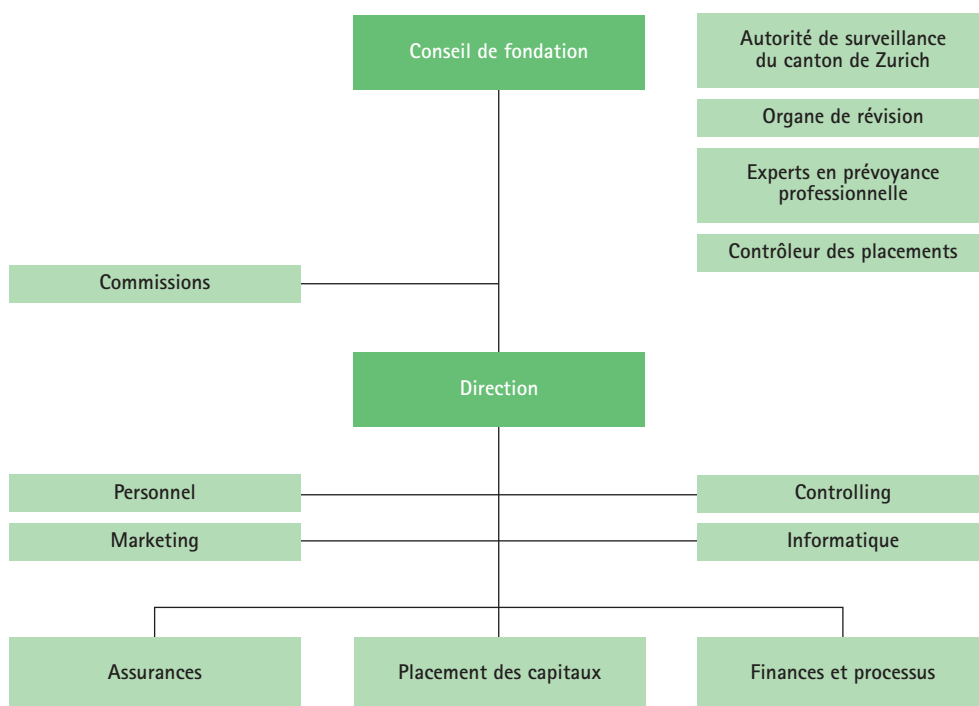 Conseil de fondation
Autorité de surveillance
du canton de Zurich
Organe de révision
Experts en prévoyance
professionnelle
Contrôleur des placements
Commissions
Direction
Personnel
Controlling
Marketing
Informatique
Assurances
Placement des capitaux
Finances et processus